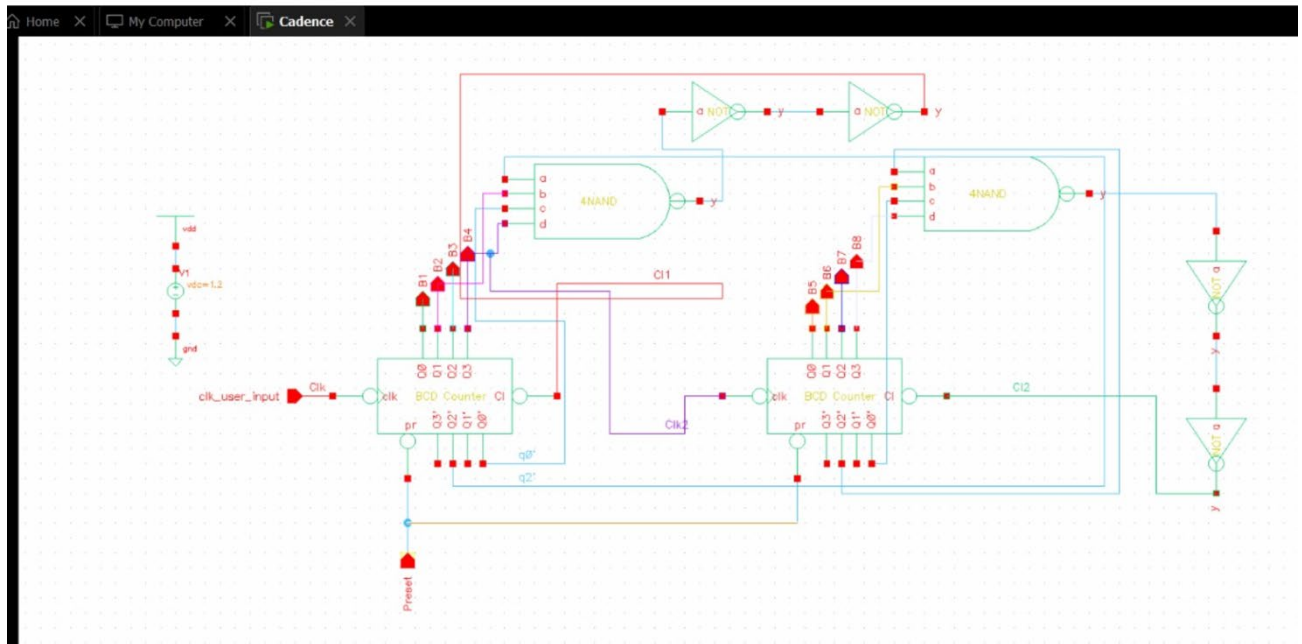 Home
My Computer
Cadence
a NOT y
a NOT y
a
b
c
d
4NAND
y
a
b
c
d
4NAND
y
vdd
V1
vdc=1.2
gnd
B1
B2
B3
B4
Cl1
B5
B6
B7
B8
NOT a
y
Q0 Q1 Q2 Q3
Q0 Q1 Q2 Q3
clk_user_input
Clk
clk BCD Counter Cl
clk BCD Counter Cl
Cl2
pr
Q3' Q2' Q1' Q0'
Clk2
pr
Q3' Q2' Q1' Q0'
NOT a
y
q0'
q2'
Preset